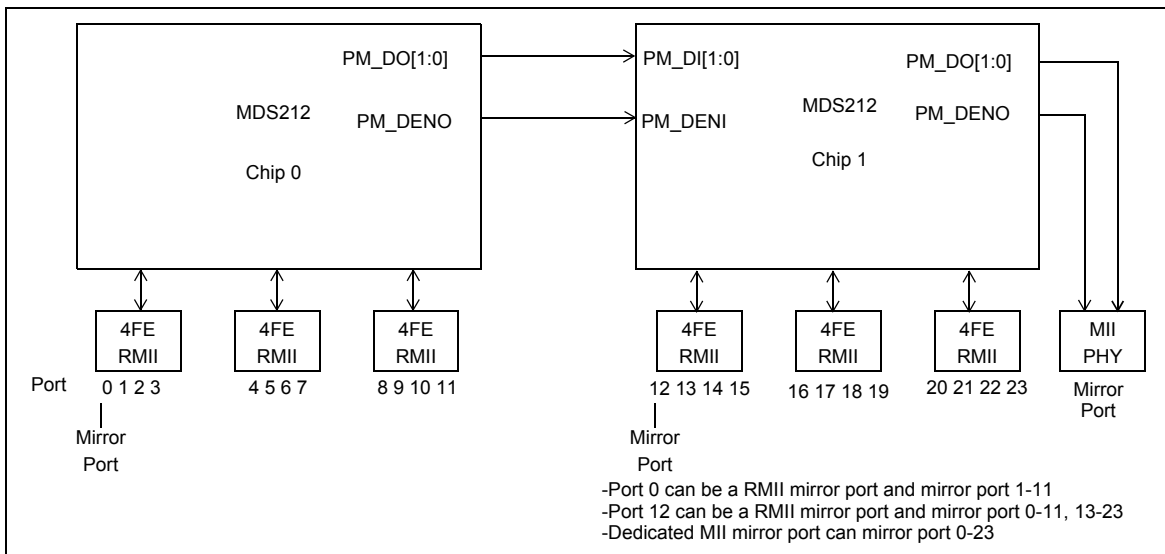 PM_DO[1:0]
MDS212
PM_DENO
Chip 0
PM_DI[1:0]
PM_DO[1:0]
MDS212
PM_DENI
PM_DENO
Chip 1
4FE
RMII
4FE
RMII
4FE
RMII
4FE
RMII
4FE
RMII
4FE
RMII
MII
PHY
Port
0 1 2 3
4 5 6 7
8 9 10 11
12 13 14 15
16 17 18 19
20 21 22 23
Mirror
Port
Mirror
Port
Mirror
Port
-Port 0 can be a RMII mirror port and mirror port 1-11
-Port 12 can be a RMII mirror port and mirror port 0-11, 13-23
-Dedicated MII mirror port can mirror port 0-23